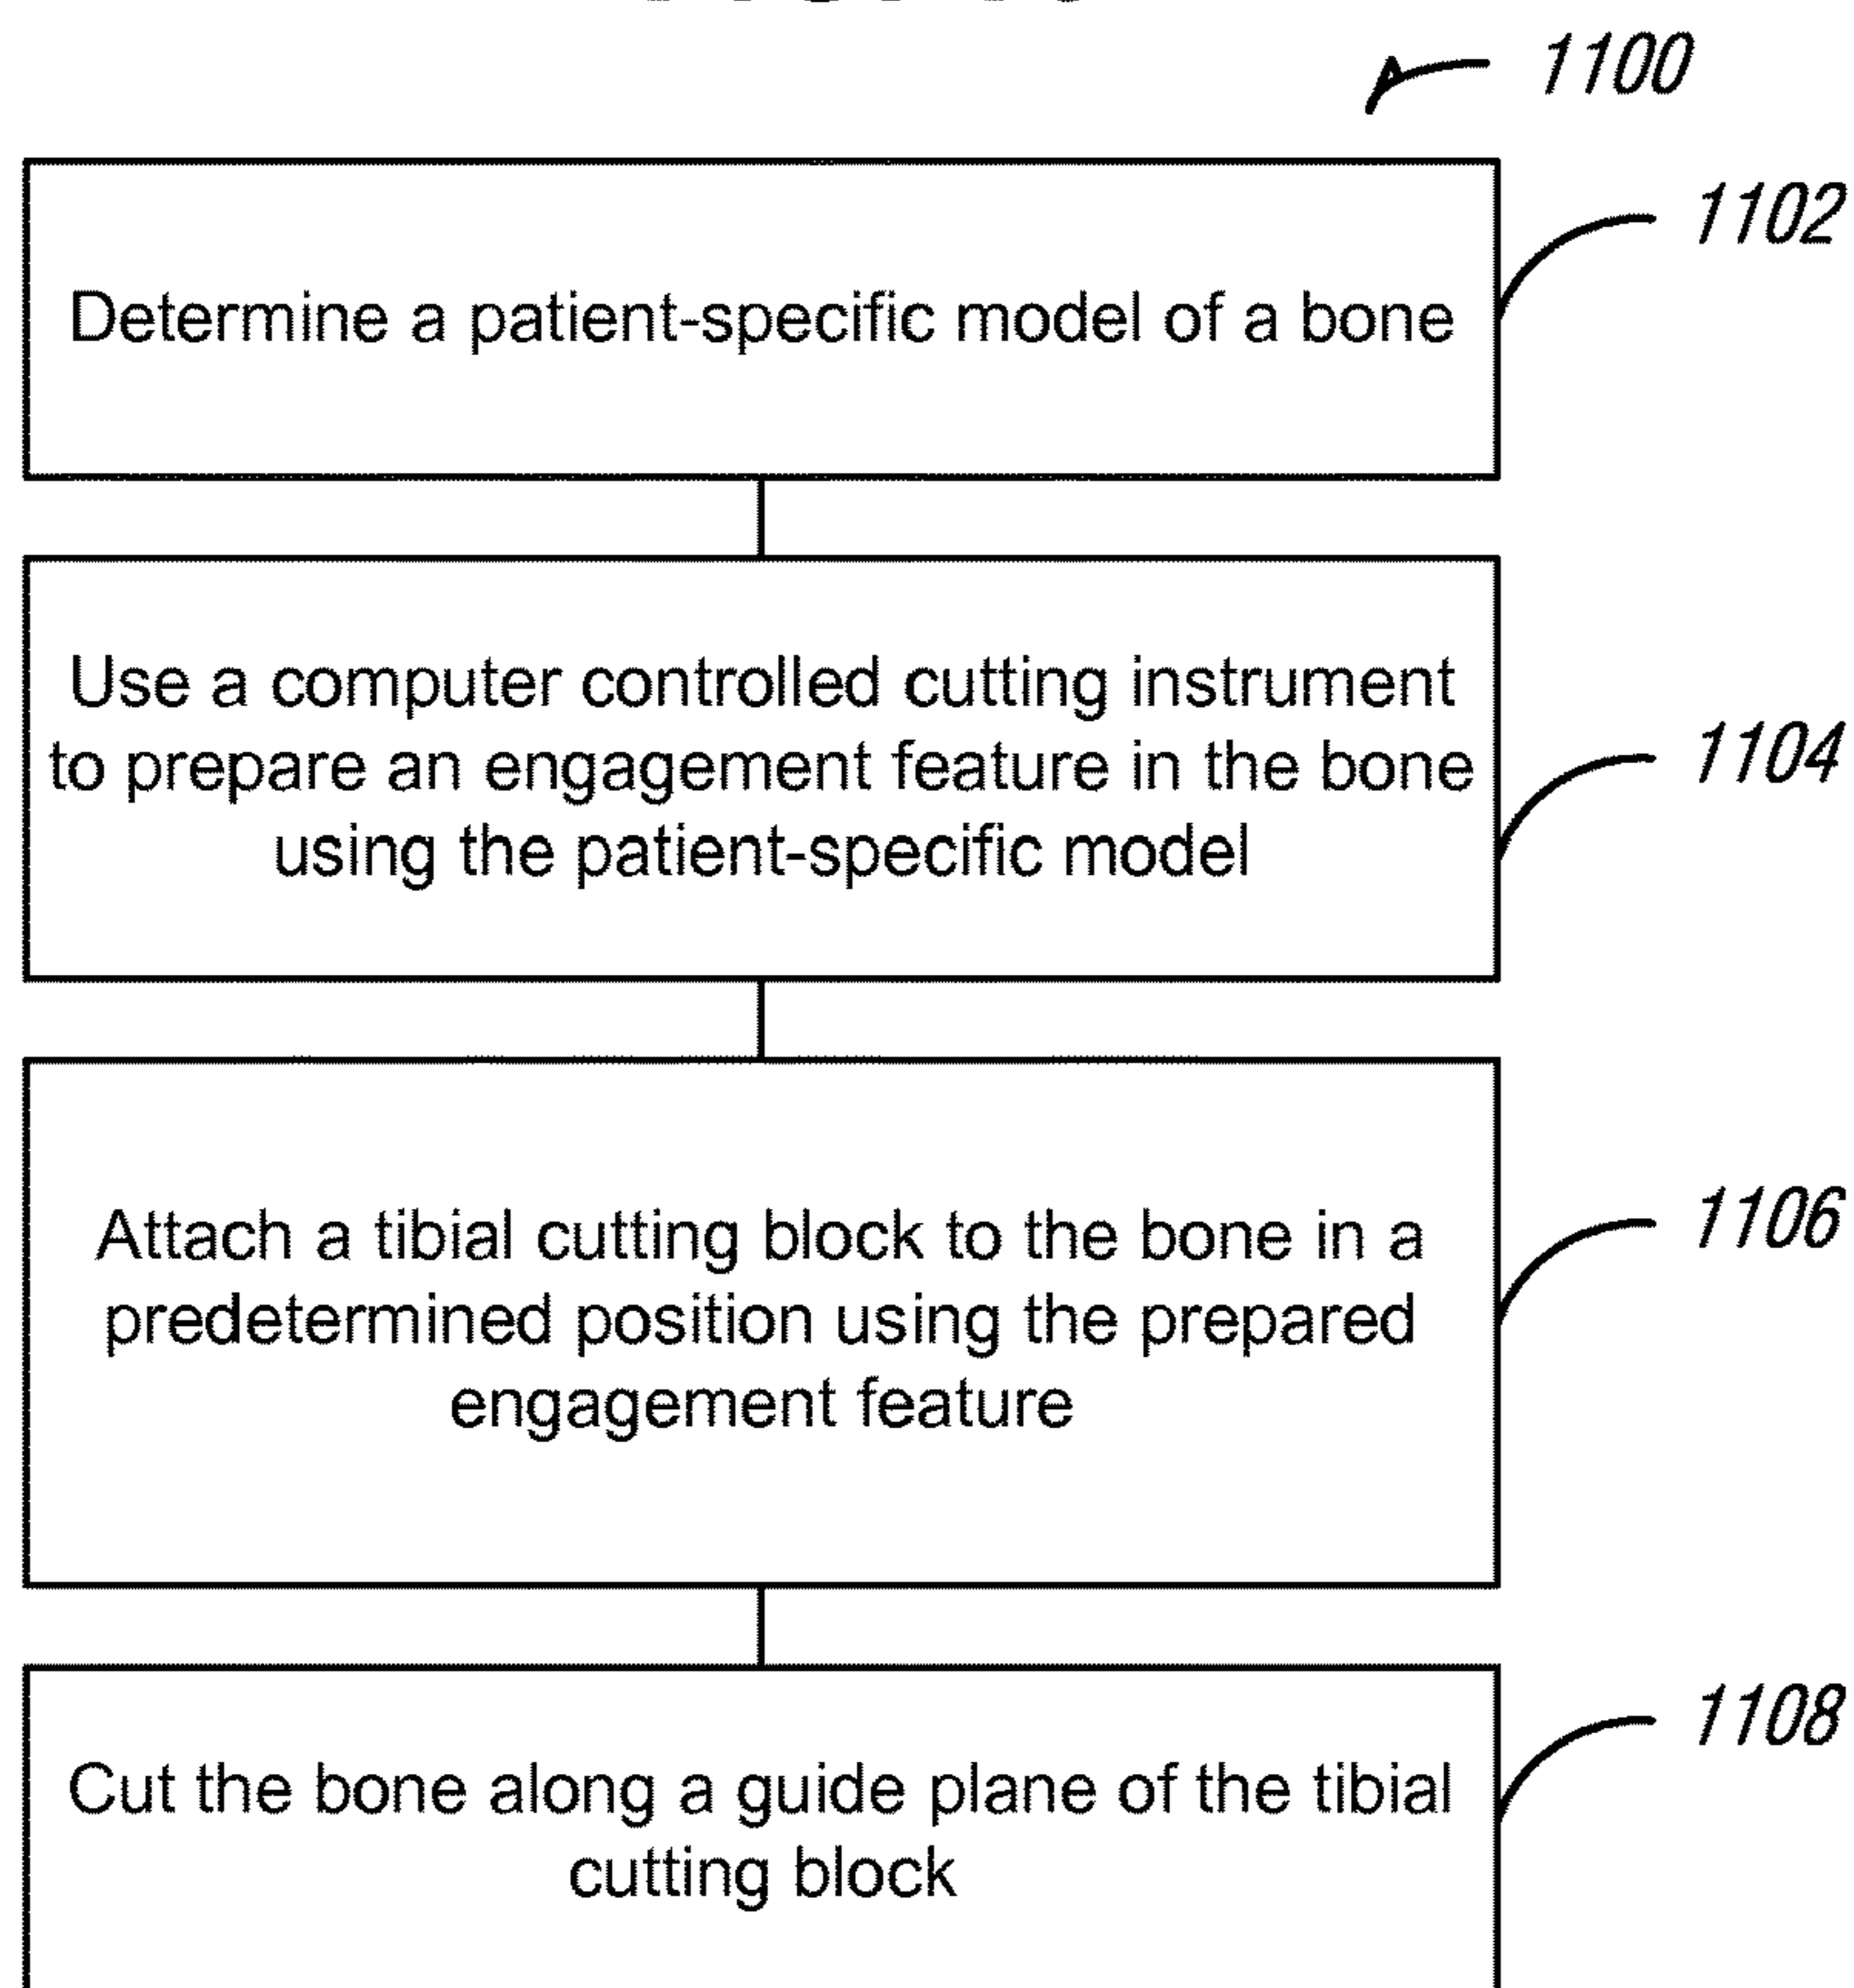 1100
Determine a patient-specific model of a bone
1102
Use a computer controlled cutting instrument
to prepare an engagement feature in the bone
using the patient-specific model
1104
Attach a tibial cutting block to the bone in a
predetermined position using the prepared
engagement feature
1106
Cut the bone along a guide plane of the tibial
cutting block
1108